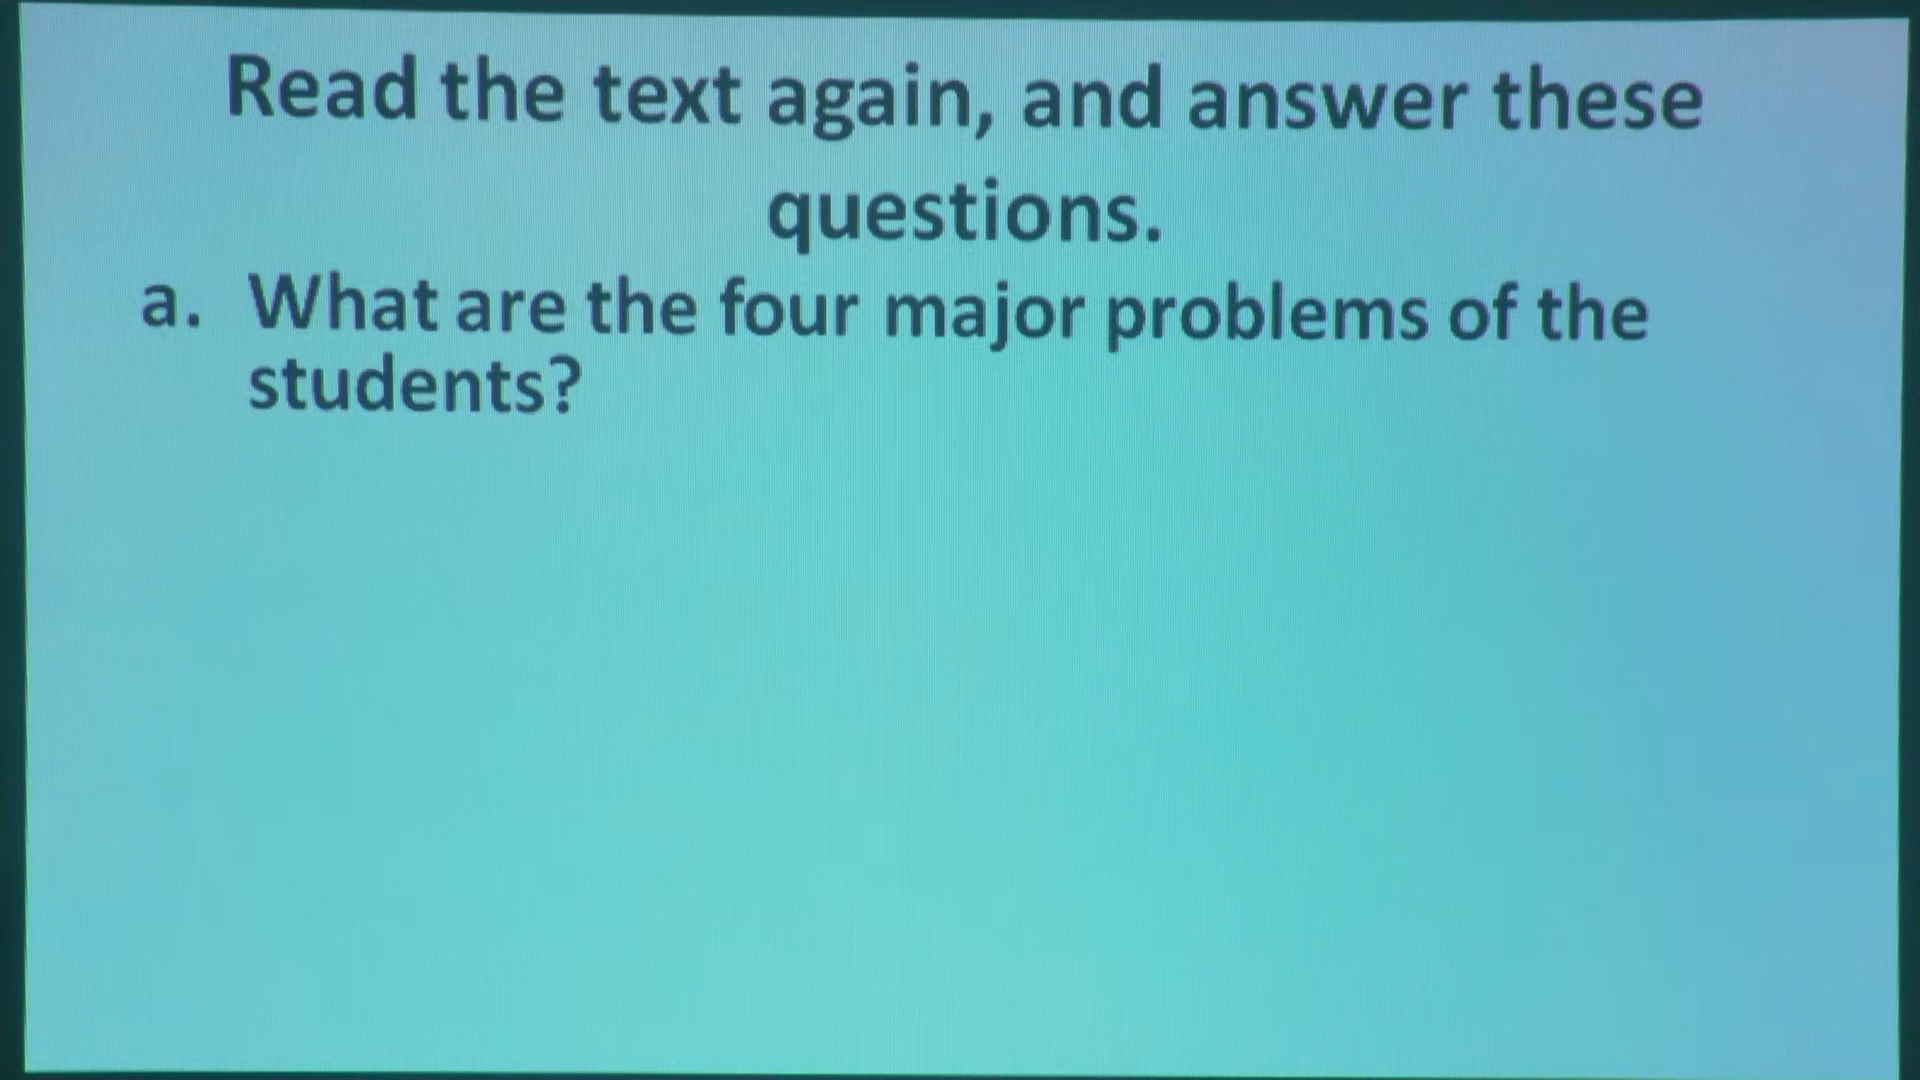 Read the text again, and answer these
questions.
a. What are the four major problems of the
students?